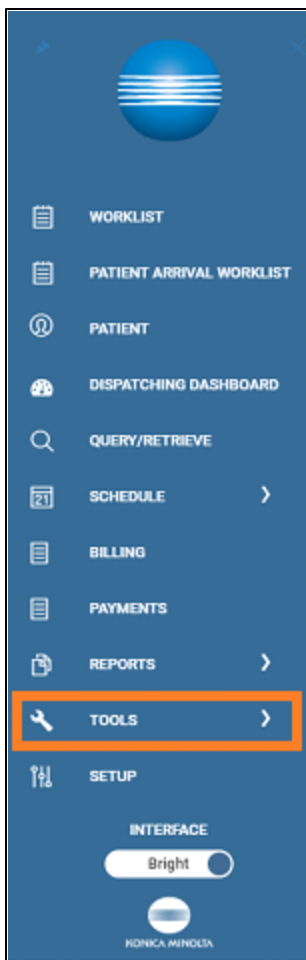 WORKLIST
PATIENT ARRIVAL WORKLIST
PATIENT
DISPATCHING DASHBOARD
QUERY/RETRIEVE
21
SCHEDULE
BILLING
PAYMENTS
REPORTS
TOOLS
SETUP
INTERFACE
Bright
KONICA MINOLTA